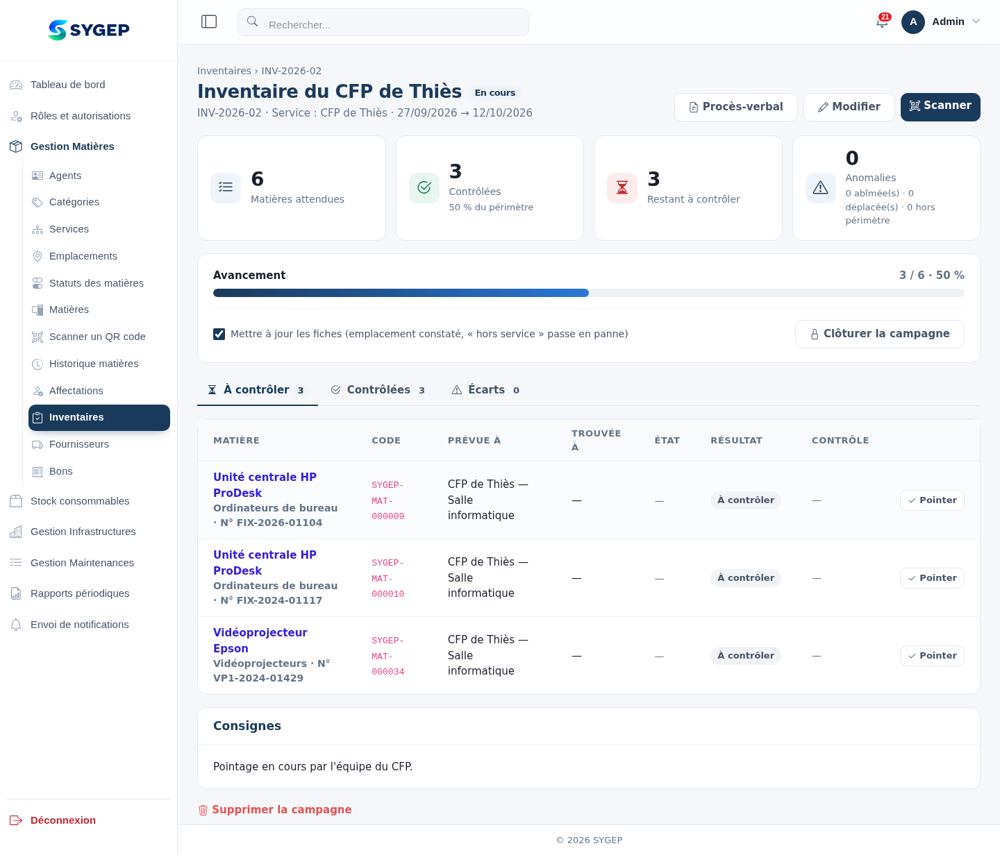 SYGEP
Rechercher...
21
A Admin
Tableau de bord
Rôles et autorisations
Gestion Matières
Agents
Catégories
Services
Emplacements
Statuts des matières
Matières
Scanner un QR code
Historique matières
Affectations
Inventaires
Fournisseurs
Bons
Stock consommables
Gestion Infrastructures
Gestion Maintenances
Rapports périodiques
Envoi de notifications
Déconnexion
Inventaires › INV-2026-02
Inventaire du CFP de Thiès En cours
INV-2026-02 · Service : CFP de Thiès · 27/09/2026 → 12/10/2026
Procès-verbal Modifier Scanner
6
Matières attendues
3
Contrôlées
50 % du périmètre
3
Restant à contrôler
0
Anomalies
0 abîmée(s) · 0
déplacée(s) · 0 hors
périmètre
Avancement 3 / 6 · 50 %
Mettre à jour les fiches (emplacement constaté, « hors service » passe en panne) Clôturer la campagne
À contrôler 3 Contrôlées 3 Écarts 0
MATIÈRE CODE PRÉVUE À TROUVÉE À ÉTAT RÉSULTAT CONTRÔLE
Unité centrale HP
ProDesk
Ordinateurs de bureau
· N° FIX-2026-01104
SYGEP-
MAT-
000009
CFP de Thiès —
Salle
informatique
— — À contrôler — Pointer
Unité centrale HP
ProDesk
Ordinateurs de bureau
· N° FIX-2024-01117
SYGEP-
MAT-
000010
CFP de Thiès —
Salle
informatique
— — À contrôler — Pointer
Vidéoprojecteur
Epson
Vidéoprojecteurs · N°
VP1-2024-01429
SYGEP-
MAT-
000034
CFP de Thiès —
Salle
informatique
— — À contrôler — Pointer
Consignes
Pointage en cours par l'équipe du CFP.
Supprimer la campagne
© 2026 SYGEP